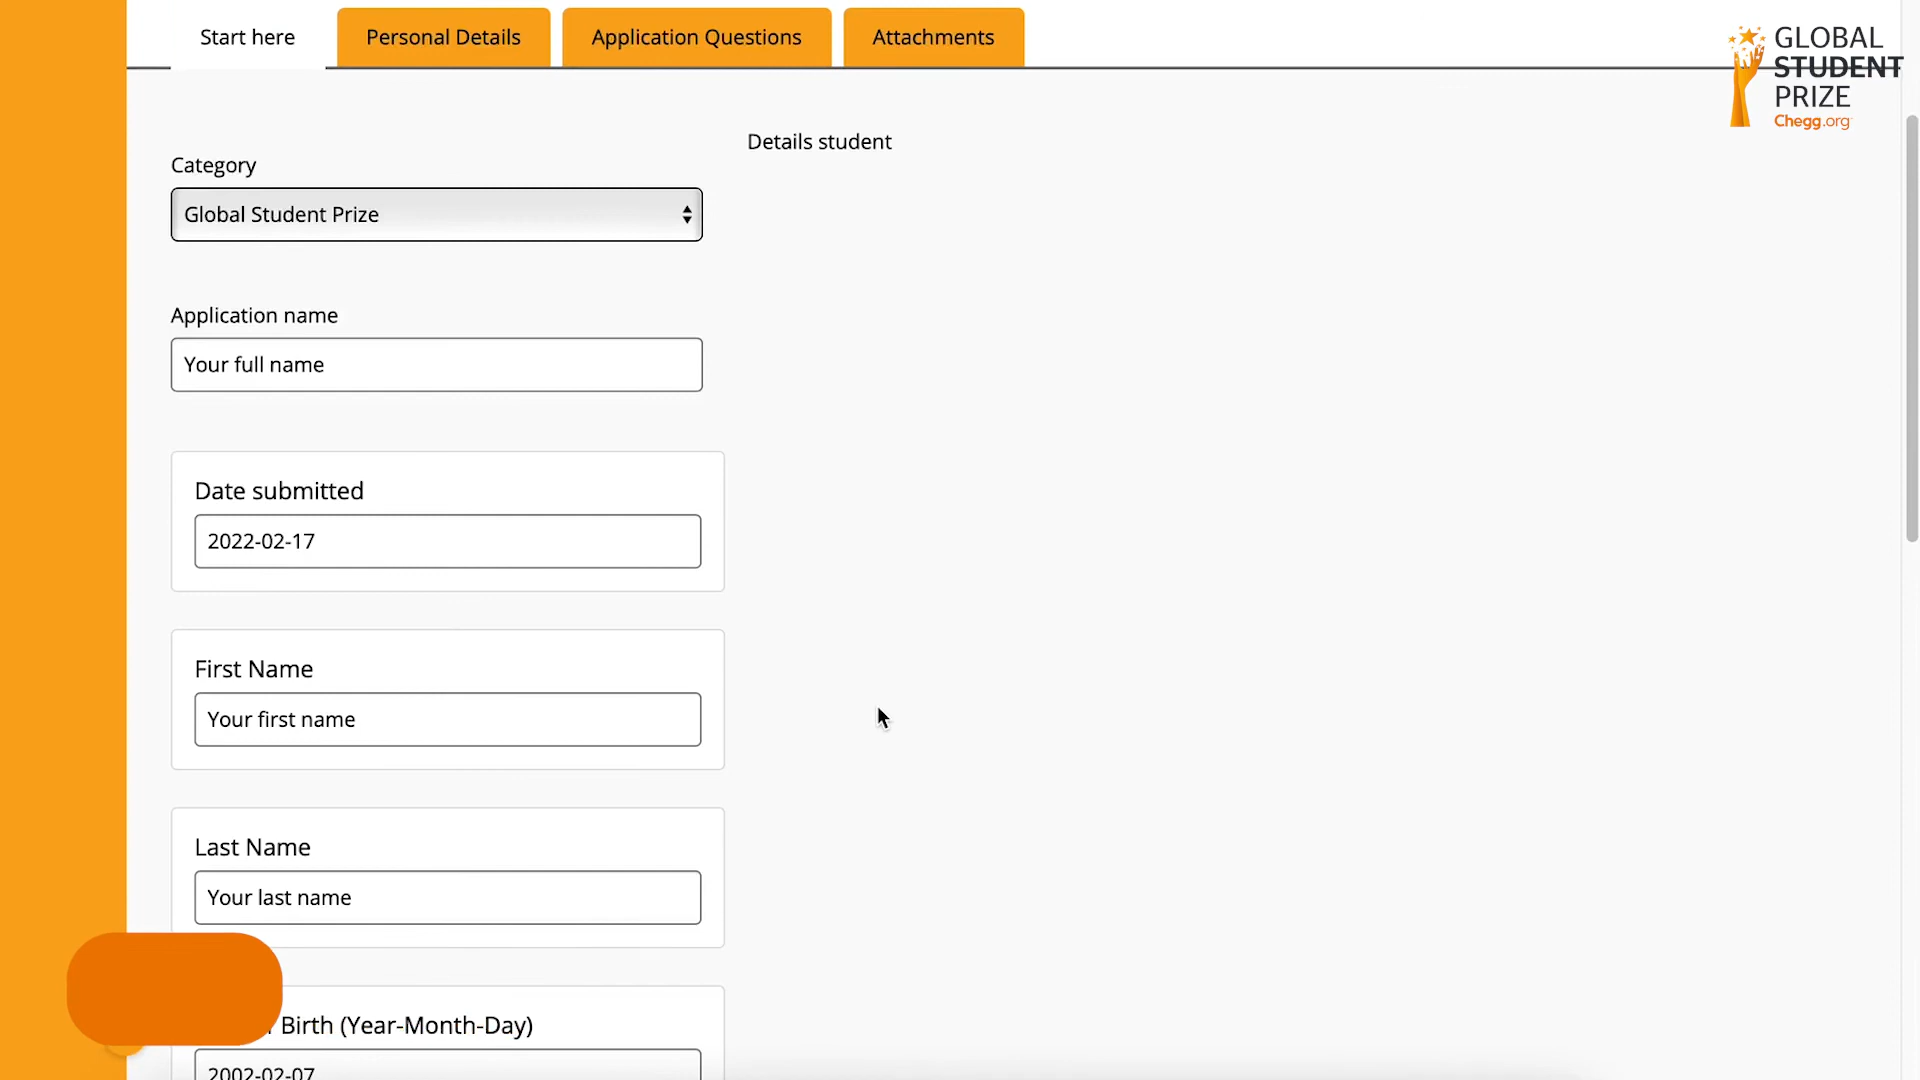 Start here
Personal Details
Application Questions
Attachments
GLOBAL
STUDENT
PRIZE
Chegg.org
Details student
Category
Global Student Prize
Application name
Your full name
Date submitted
2022-02-17
First Name
Your first name
Last Name
Your last name
Birth (Year-Month-Day)
2002-02-07